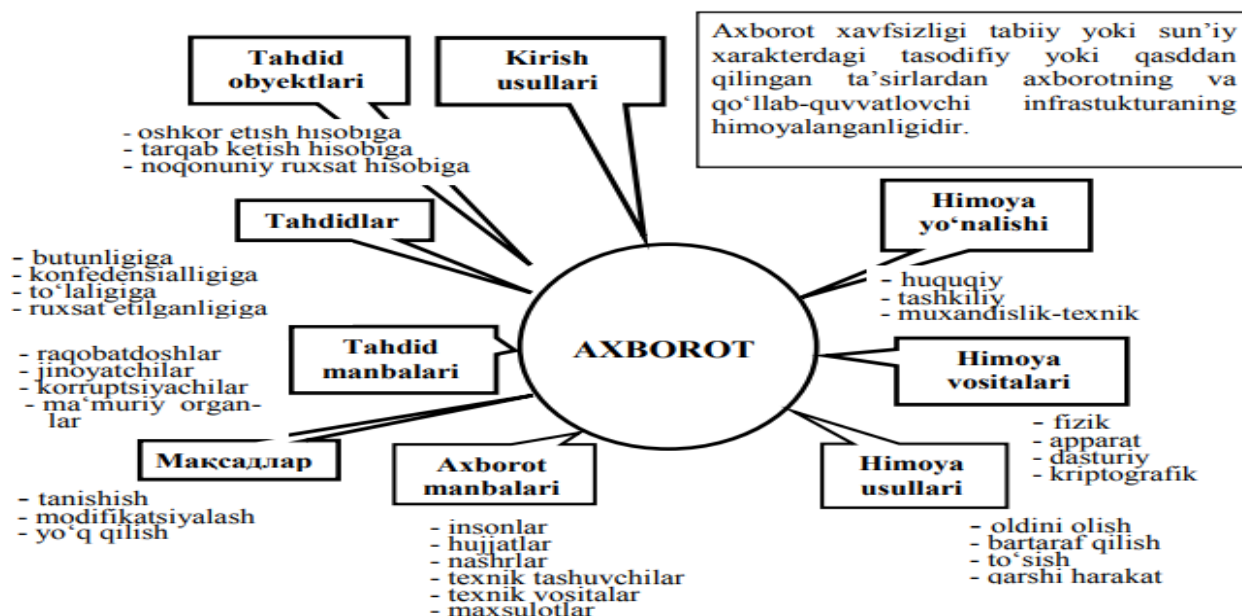 Tahdid
obyektlari
- oshkor etish hisobiga
- tarqab ketish hisobiga
- noqonuniy ruxsat hisobiga
Kirish
usullari
Axborot xavfsizligi tabiiy yoki sun’iy
xarakterdagi tasodifiy yoki qasddan
qilingan ta’sirlardan axborotning va
qo‘llab-quvvatlovchi infrastukturaning
himoyalanganligidir.
Tahdidlar
- butunligiga
- konfedensialligiga
- to‘laligiga
- ruxsat etilganligiga
Himoya
yo‘nalishi
- huquqiy
- tashkiliy
- muxandislik-texnik
AXBOROT
Tahdid
manbalari
- raqobatdoshlar
- jinoyatchilar
- korruptsiyachilar
- ma‘muriy organ-
lar
Himoya
vositalari
- fizik
- apparat
- dasturiy
- kriptografik
Мақсадлар
- tanishish
- modifikatsiyalash
- yo‘q qilish
Axborot
manbalari
- insonlar
- hujjatlar
- nashrlar
- texnik tashuvchilar
- texnik vositalar
- maxsulotlar
Himoya
usullari
- oldini olish
- bartaraf qilish
- to‘sish
- qarshi harakat